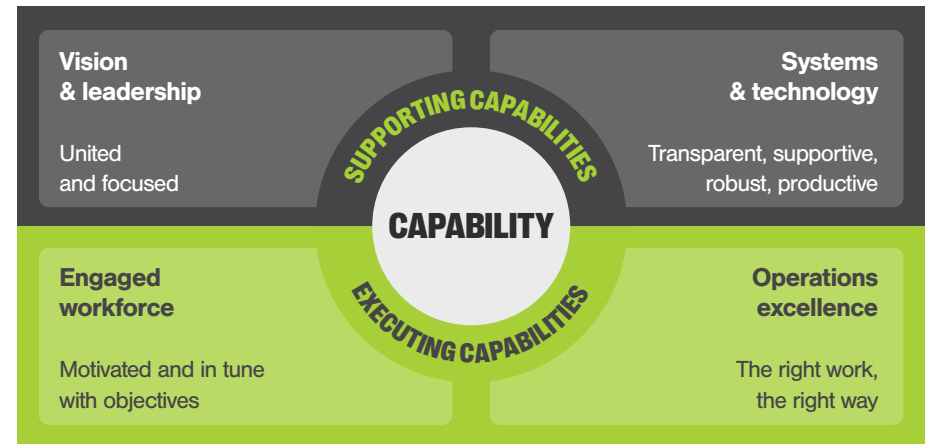 Vision
& leadership
United
and focused
Systems
& technology
Transparent, supportive,
robust, productive
SUPPORTING CAPABILITIES
CAPABILITY
EXECUTING CAPABILITIES
Engaged
workforce
Motivated and in tune
with objectives
Operations
excellence
The right work,
the right way